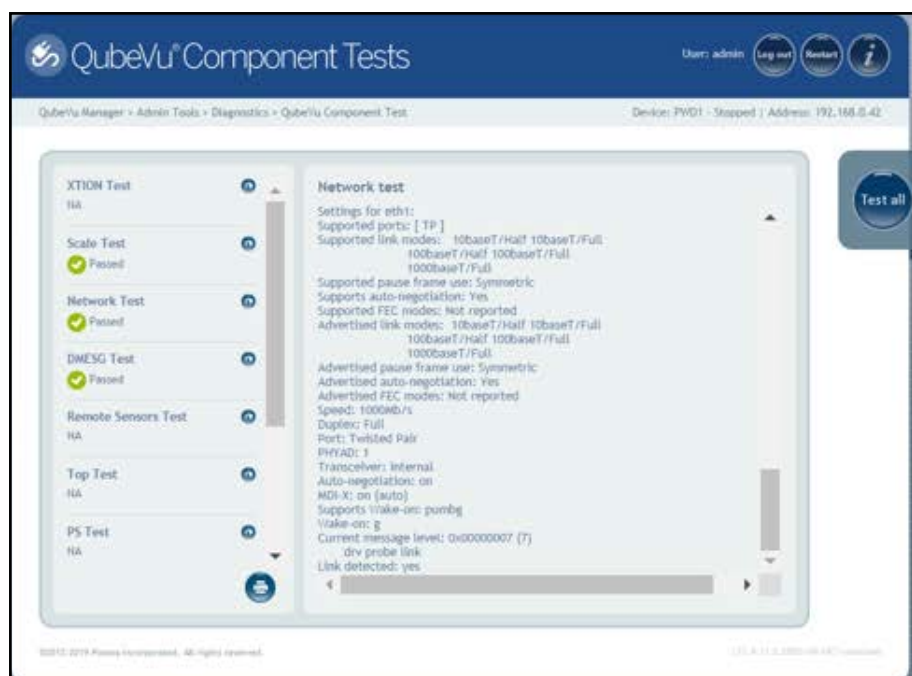 QubeVu® Component Tests
User: admin
Log out
Restart
i
QubeVu Manager > Admin Tools > Diagnostics > QubeVu Component Test
Device: PWD1 - Stopped | Address: 192.168.0.42
XTION Test
NA
Scale Test
Passed
Network Test
Passed
DMESG Test
Passed
Remote Sensors Test
NA
Top Test
NA
PS Test
NA
Network test
Settings for eth1:
Supported ports: [ TP ]
Supported link modes: 10baseT/Half 10baseT/Full
100baseT/Half 100baseT/Full
1000baseT/Full
Supported pause frame use: Symmetric
Supports auto-negotiation: Yes
Supported FEC modes: Not reported
Advertised link modes: 10baseT/Half 10baseT/Full
100baseT/Half 100baseT/Full
1000baseT/Full
Advertised pause frame use: Symmetric
Advertised auto-negotiation: Yes
Advertised FEC modes: Not reported
Speed: 1000Mb/s
Duplex: Full
Port: Twisted Pair
PHYAD: 1
Transceiver: internal
Auto-negotiation: on
MDI-X: on (auto)
Supports Wake-on: pumbg
Wake-on: g
Current message level: 0x00000007 (7)
drv probe link
Link detected: yes
Test all
©2012-2019 Postea Incorporated. All rights reserved.